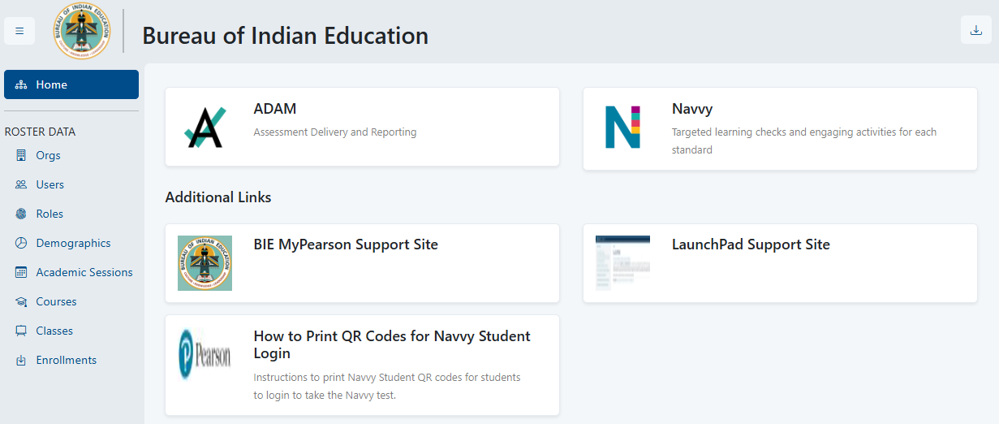 BUREAU OF INDIAN EDUCATION
Bureau of Indian Education
Home
ROSTER DATA
Orgs
Users
Roles
Demographics
Academic Sessions
Courses
Classes
Enrollments
ADAM
Assessment Delivery and Reporting
Navvy
Targeted learning checks and engaging activities for each
standard
Additional Links
BUREAU OF INDIAN EDUCATION
BIE MyPearson Support Site
LaunchPad Support Site
Pearson
How to Print QR Codes for Navvy Student
Login
Instructions to print Navvy Student QR codes for students
to login to take the Navvy test.